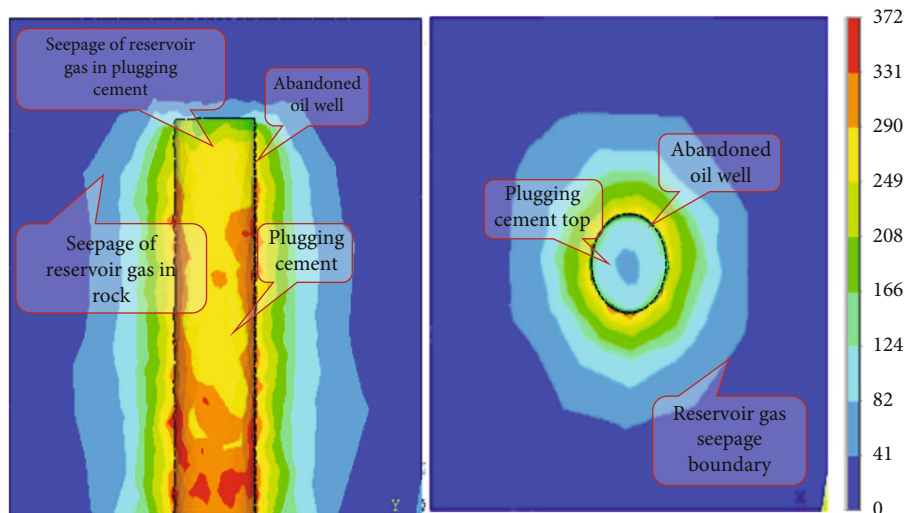 Seepage of reservoir
gas in plugging
cement
Abandoned
oil well
Seepage of
reservoir gas in
rock
Plugging
cement
Y
Abandoned
oil well
Plugging
cement top
Reservoir gas
seepage
boundary
X
372
331
290
249
208
166
124
82
41
0